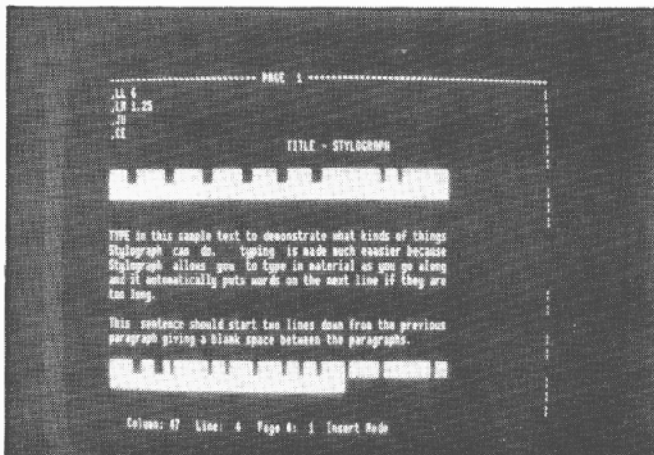 PAGE 1
,LL 6
,LM 1.25
,JU
,CE
TITLE - STYLOGRAPH
TYPE in this sample text to demonstrate what kinds of things
Stylograph can do. typing is made much eaasier because
Stylograph allows you to type in material as you go along
and it automatically puts words on the next line if they are
too long.
This sentence should start two lines down from the previous
paragraph giving a blank space between the paragraphs.
Column: 47 Line: 4 Page #: 1 Insert Mode